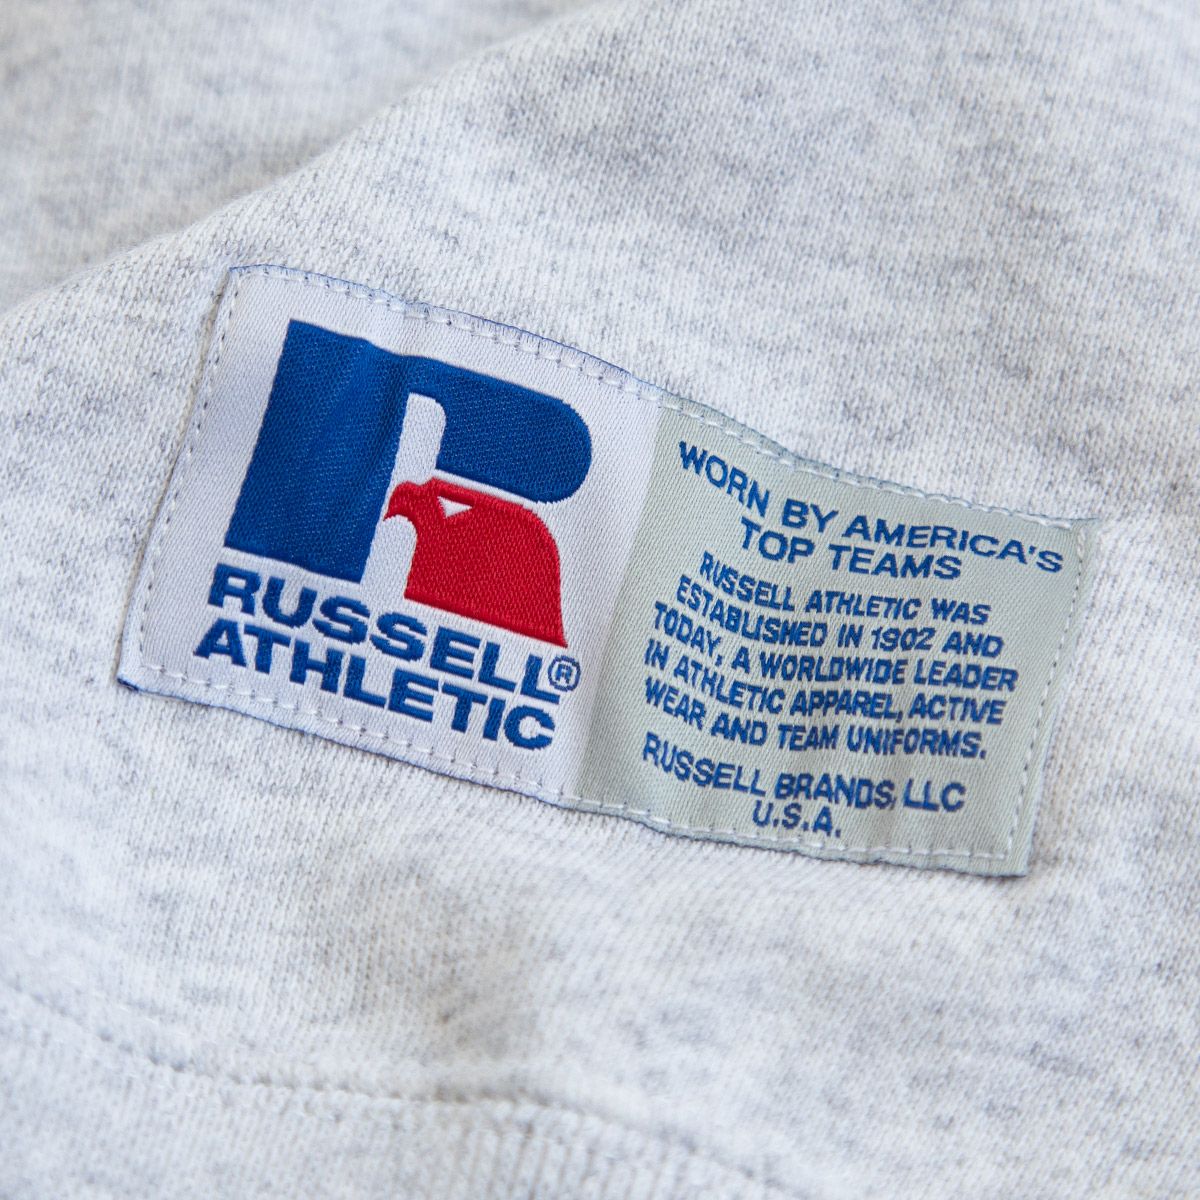 RUSSELL
ATHLETIC®
WORN BY AMERICA'S
TOP TEAMS
RUSSELL ATHLETIC WAS
ESTABLISHED IN 1902 AND
TODAY, A WORLDWIDE LEADER
IN ATHLETIC APPAREL, ACTIVE
WEAR AND TEAM UNIFORMS.
RUSSELL BRANDS, LLC
U.S.A.